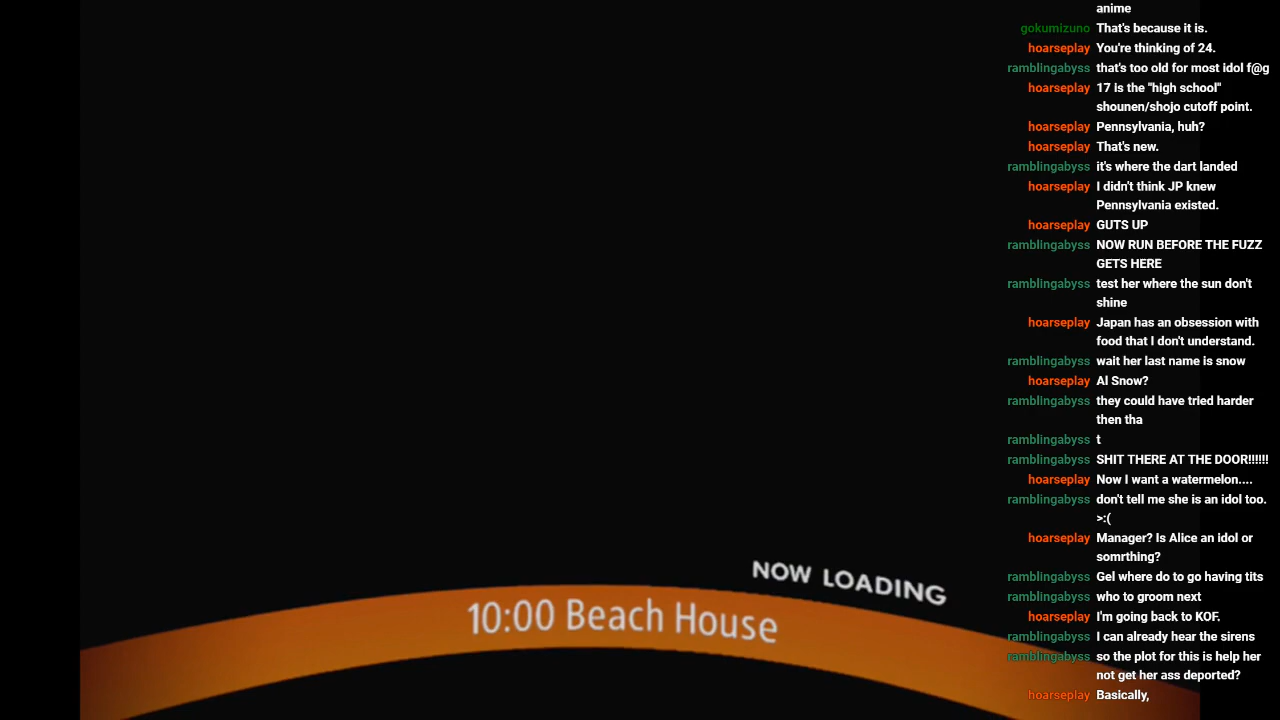 anime
gokumizuno That's because it is.
hoarseplay You're thinking of 24.
ramblingabyss that's too old for most idol f@g
hoarseplay 17 is the "high school"
shounen/shojo cutoff point.
hoarseplay Pennsylvania, huh?
hoarseplay That's new.
ramblingabyss it's where the dart landed
hoarseplay I didn't think JP knew
Pennsylvania existed.
hoarseplay GUTS UP
ramblingabyss NOW RUN BEFORE THE FUZZ
GETS HERE
ramblingabyss test her where the sun don't
shine
hoarseplay Japan has an obsession with
food that I don't understand.
ramblingabyss wait her last name is snow
hoarseplay Al Snow?
ramblingabyss they could have tried harder
then tha
ramblingabyss t
ramblingabyss SHIT THERE AT THE DOOR!!!!!!
hoarseplay Now I want a watermelon....
ramblingabyss don't tell me she is an idol too.
>:(
hoarseplay Manager? Is Alice an idol or
somrthing?
ramblingabyss Gel where do to go having tits
ramblingabyss who to groom next
hoarseplay I'm going back to KOF.
ramblingabyss I can already hear the sirens
ramblingabyss so the plot for this is help her
not get her ass deported?
hoarseplay Basically,
NOW LOADING
10:00 Beach House